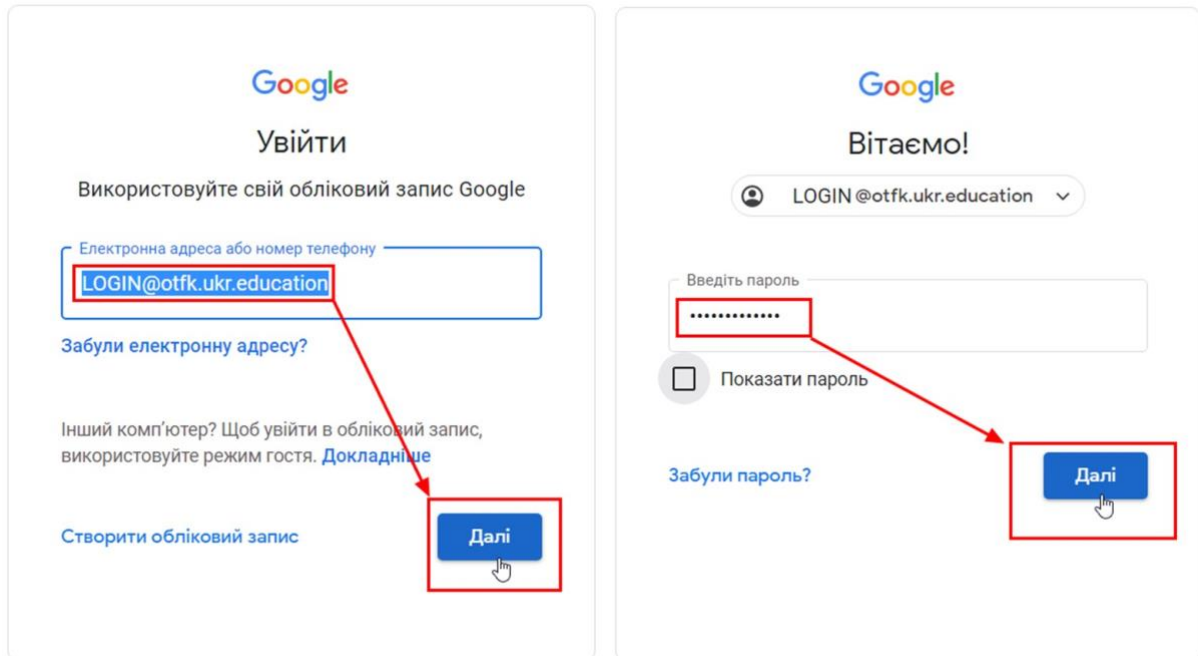 Google
Увійти
Використовуйте свій обліковий запис Google
Електронна адреса або номер телефону
LOGIN@otfk.ukr.education
Забули електронну адресу?
Інший комп’ютер? Щоб увійти в обліковий запис,
використовуйте режим гостя. Докладніше
Створити обліковий запис
Далі
Google
Вітаємо!
LOGIN @otfk.ukr.education
Введіть пароль
•••••••••••••
Показати пароль
Забули пароль?
Далі